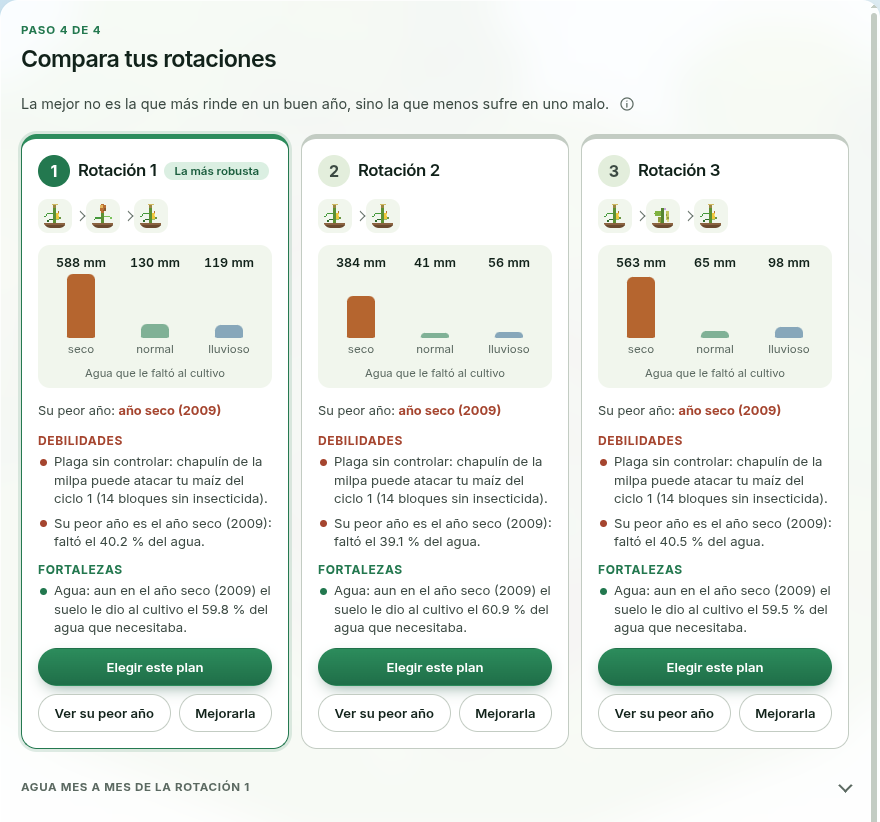 PASO 4 DE 4
Compara tus rotaciones
La mejor no es la que más rinde en un buen año, sino la que menos sufre en uno malo.
1 Rotación 1 La más robusta
588 mm 130 mm 119 mm
seco normal lluvioso
Agua que le faltó al cultivo
Su peor año: año seco (2009)
DEBILIDADES
Plaga sin controlar: chapulín de la
milpa puede atacar tu maíz del
ciclo 1 (14 bloques sin insecticida).
Su peor año es el año seco (2009):
faltó el 40.2 % del agua.
FORTALEZAS
Agua: aun en el año seco (2009) el
suelo le dio al cultivo el 59.8 % del
agua que necesitaba.
Elegir este plan
Ver su peor año Mejorarla
2 Rotación 2
384 mm 41 mm 56 mm
seco normal lluvioso
Agua que le faltó al cultivo
Su peor año: año seco (2009)
DEBILIDADES
Plaga sin controlar: chapulín de la
milpa puede atacar tu maíz del
ciclo 1 (14 bloques sin insecticida).
Su peor año es el año seco (2009):
faltó el 39.1 % del agua.
FORTALEZAS
Agua: aun en el año seco (2009) el
suelo le dio al cultivo el 60.9 % del
agua que necesitaba.
Elegir este plan
Ver su peor año Mejorarla
3 Rotación 3
563 mm 65 mm 98 mm
seco normal lluvioso
Agua que le faltó al cultivo
Su peor año: año seco (2009)
DEBILIDADES
Plaga sin controlar: chapulín de la
milpa puede atacar tu maíz del
ciclo 1 (14 bloques sin insecticida).
Su peor año es el año seco (2009):
faltó el 40.5 % del agua.
FORTALEZAS
Agua: aun en el año seco (2009) el
suelo le dio al cultivo el 59.5 % del
agua que necesitaba.
Elegir este plan
Ver su peor año Mejorarla
AGUA MES A MES DE LA ROTACIÓN 1